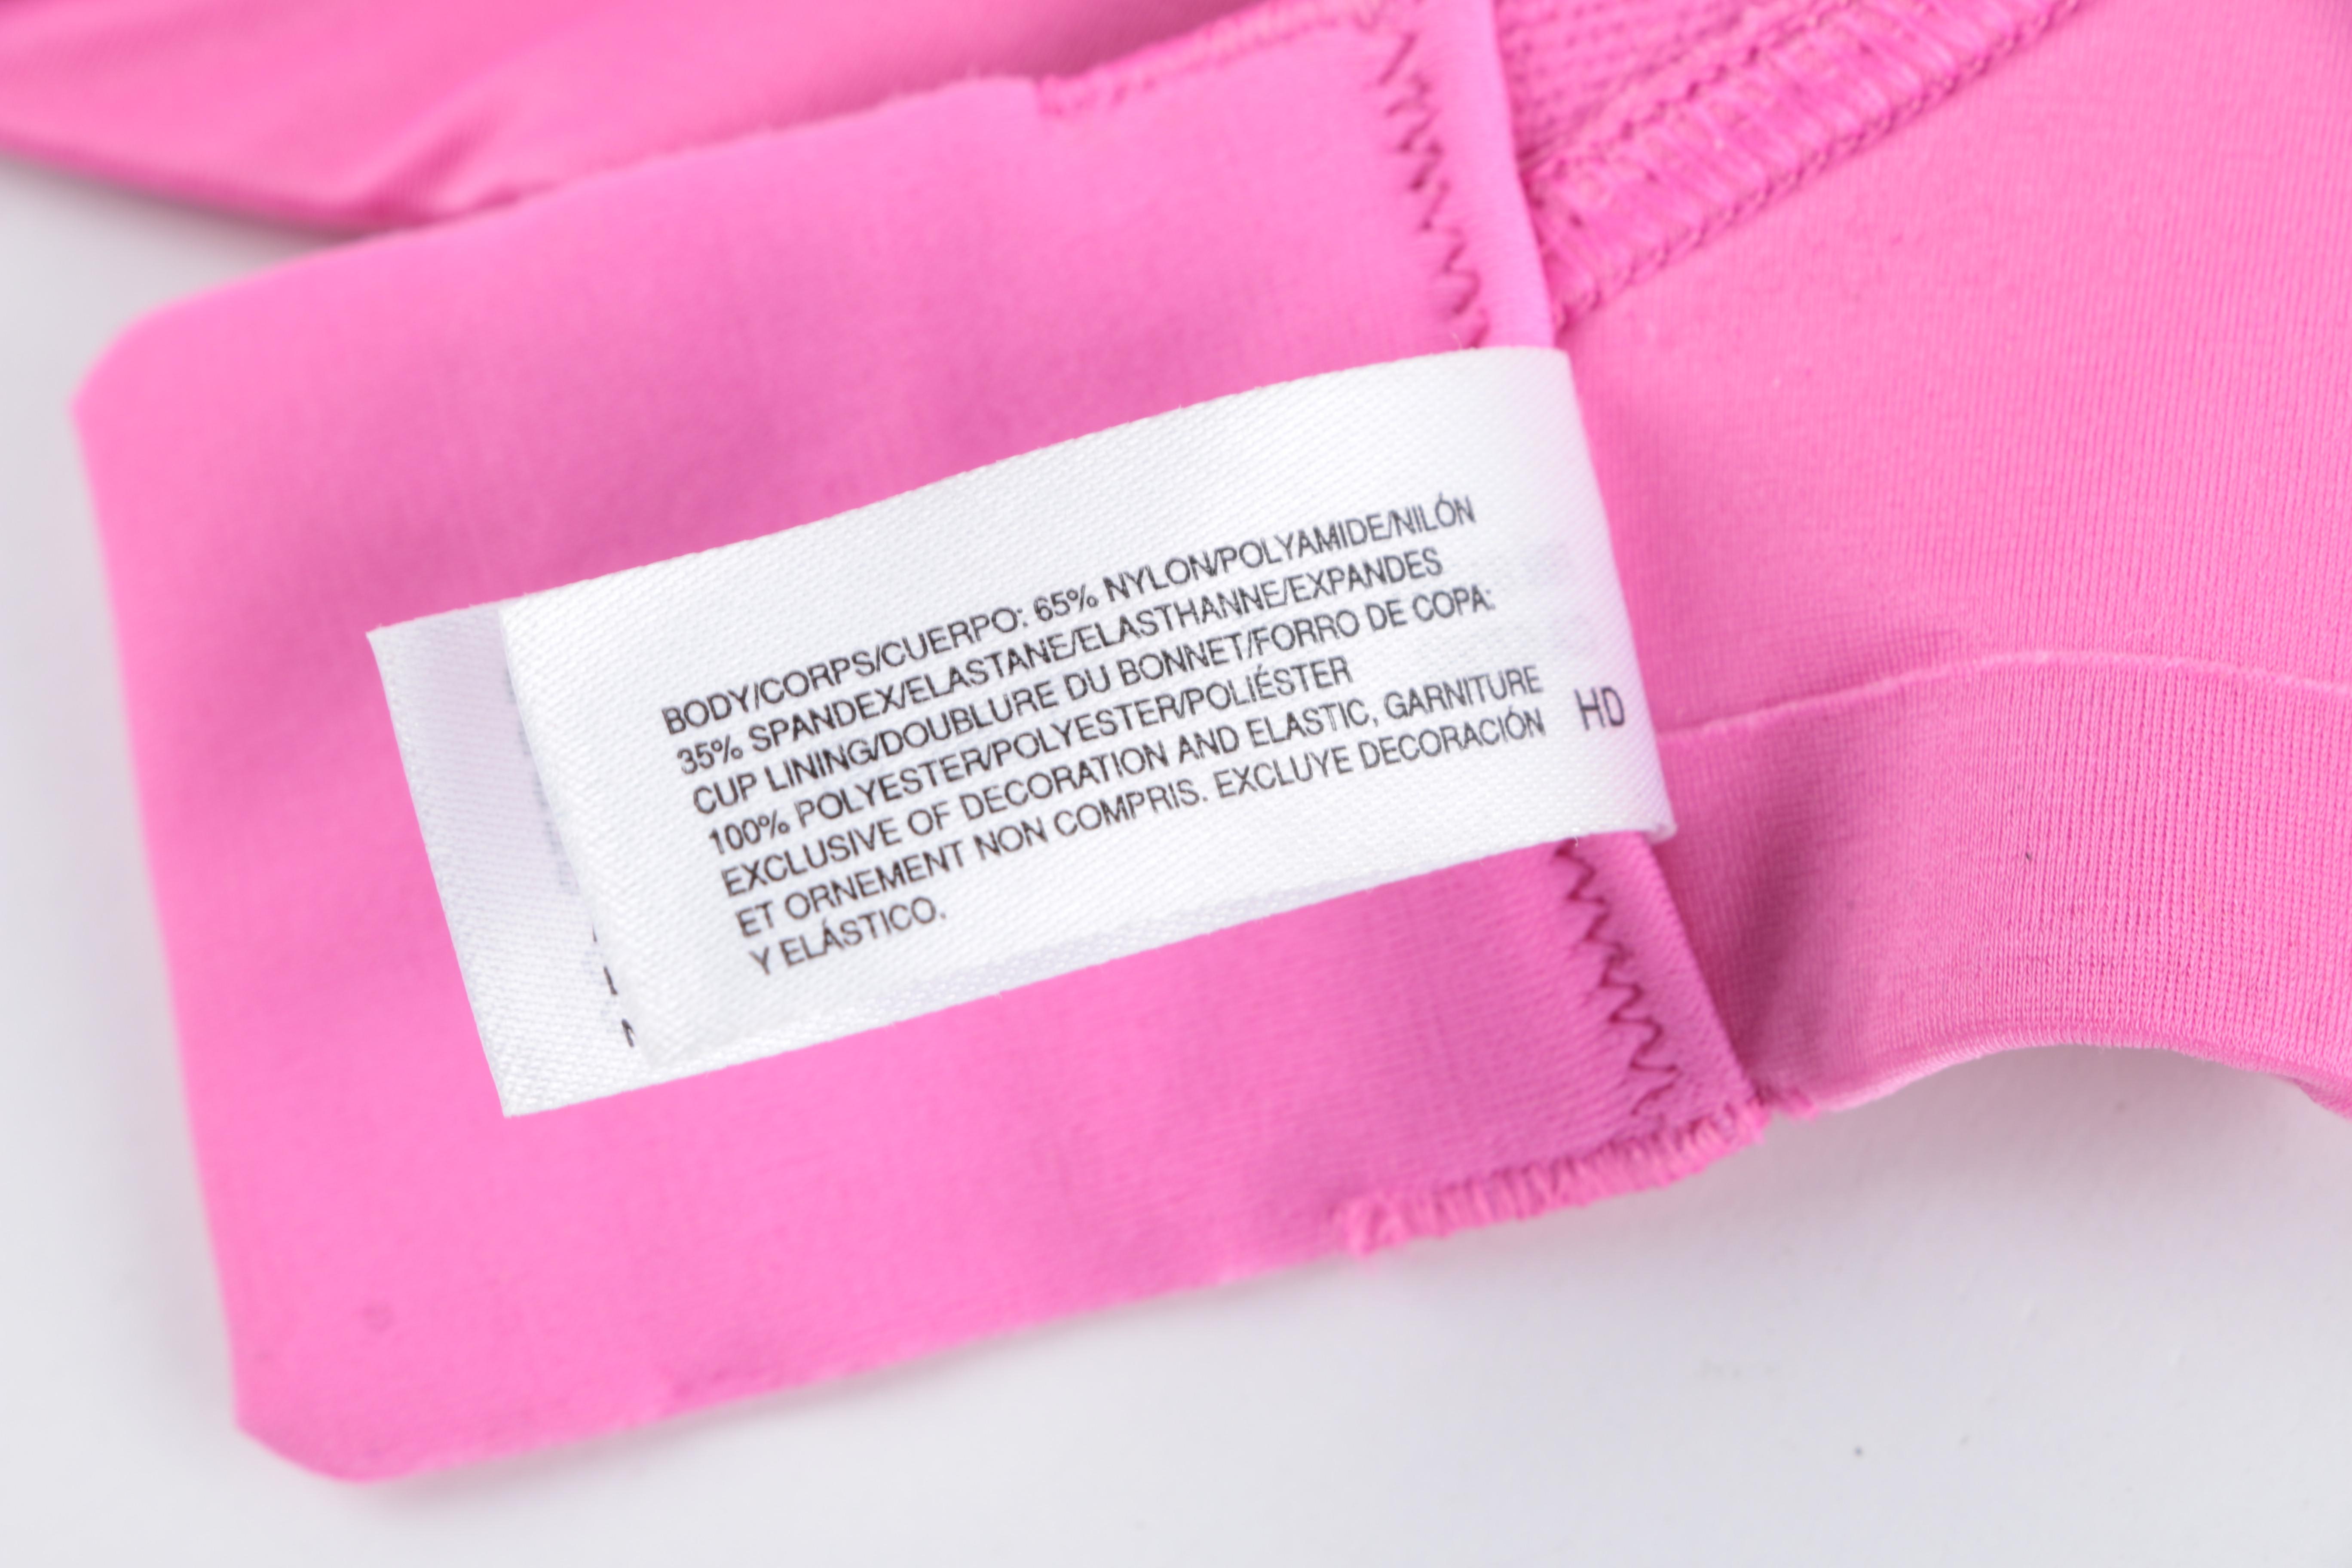 BODY/CORPS/CUERPO: 65% NYLON/POLYAMIDE/NILÓN
35% SPANDEX/ELASTANE/ELASTHANNE/EXPANDES
CUP LINING/DOUBLURE DU BONNET/FORRO DE COPA:
100% POLYESTER/POLYESTER/POLIÉSTER
EXCLUSIVE OF DECORATION AND ELASTIC, GARNITURE
ET ORNEMENT NON COMPRIS. EXCLUYE DECORACIÓN
Y ELÁSTICO.
HD